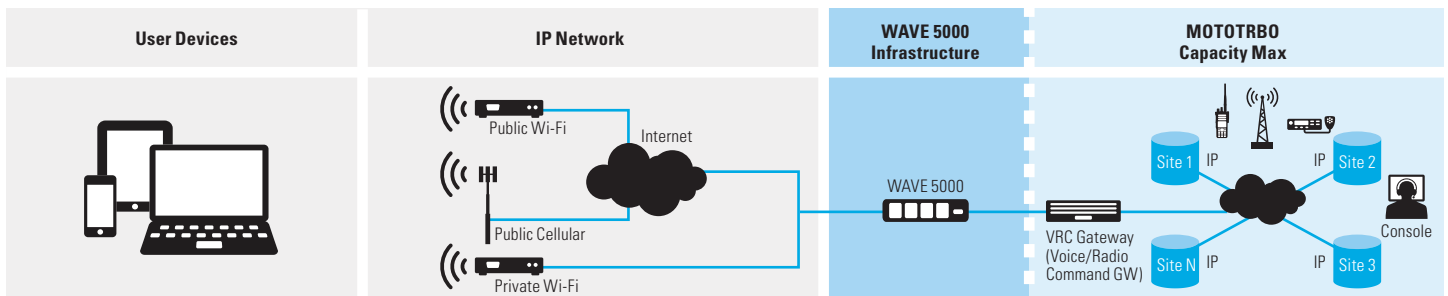 User Devices
IP Network
WAVE 5000
Infrastructure
MOTOTRBO
Capacity Max
Public Wi-Fi
Internet
Public Cellular
Private Wi-Fi
WAVE 5000
VRC Gateway
(Voice/Radio
Command GW)
Site 1
IP
IP
Site 2
Console
Site N
IP
IP
Site 3